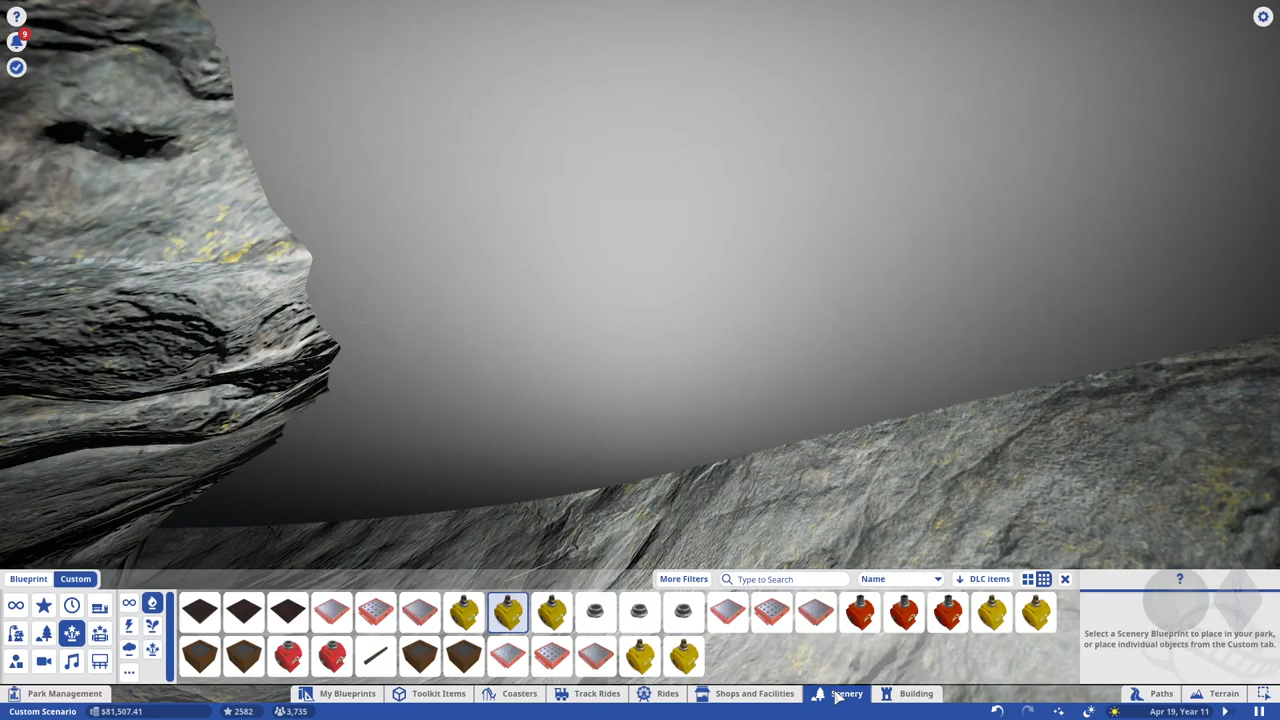 ?
9
Blueprint
Custom
More Filters
Type to Search
Name
DLC items
?
Select a Scenery Blueprint to place in your park,
or place individual objects from the Custom tab.
Park Management
My Blueprints
Toolkit Items
Coasters
Track Rides
Rides
Shops and Facilities
Scenery
Building
Paths
Terrain
Custom Scenario
$81,507.41
2582
3,735
Apr 19, Year 11